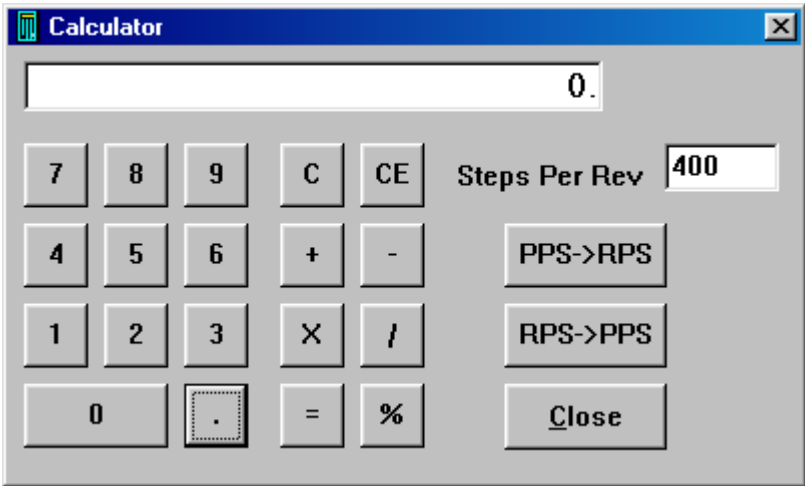 Calculator
0.
7 8 9 C CE Steps Per Rev 400
4 5 6 + - PPS->RPS
1 2 3 X / RPS->PPS
0 . = % Close